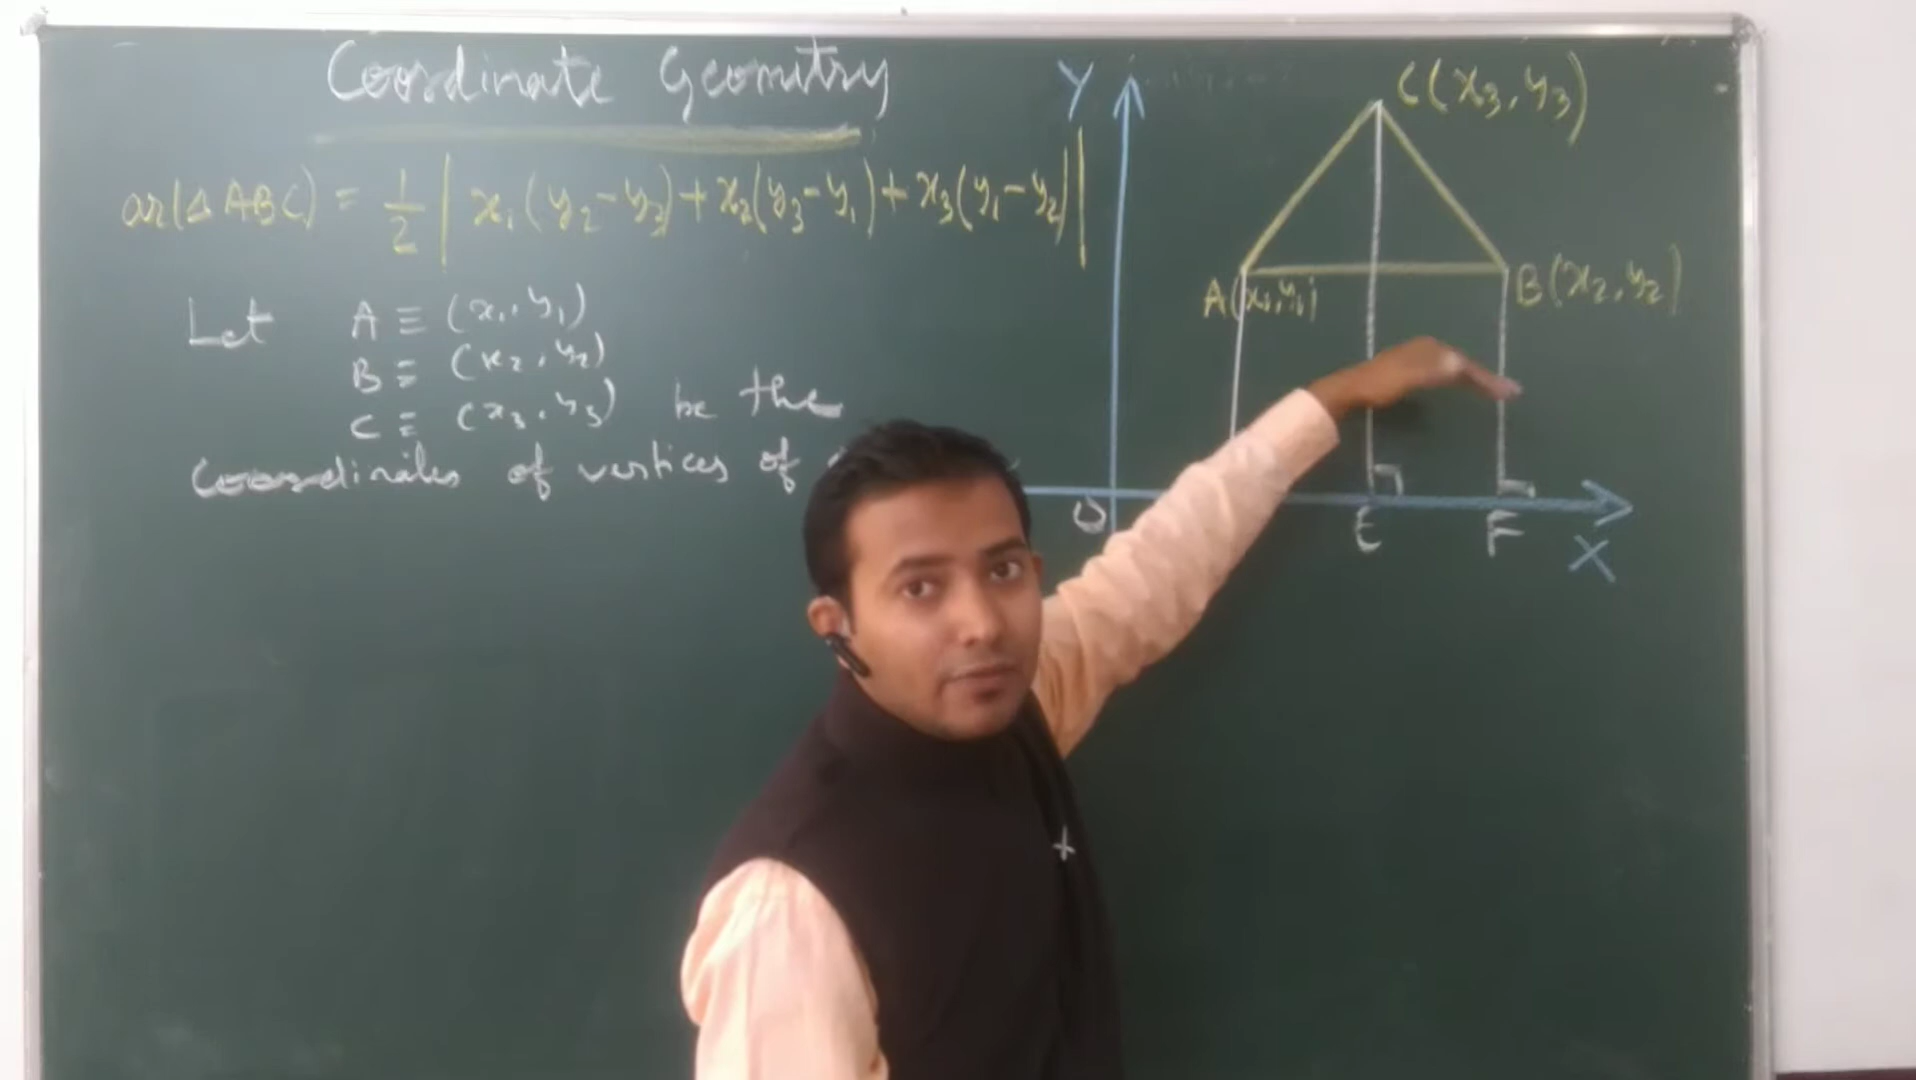 Coordinate Geometry
ar(Δ ABC) = 1/2 | x₁(y₂-y₃)+x₂(y₃-y₁)+x₃(y₁-y₂)|
Let A ≡ (x₁, y₁)
B ≡ (x₂, y₂)
C ≡ (x₃, y₃) be the
Coordinates of vertices of
Y
C(x₃, y₃)
A(x₁, y₁)
B(x₂, y₂)
O
E
F
X